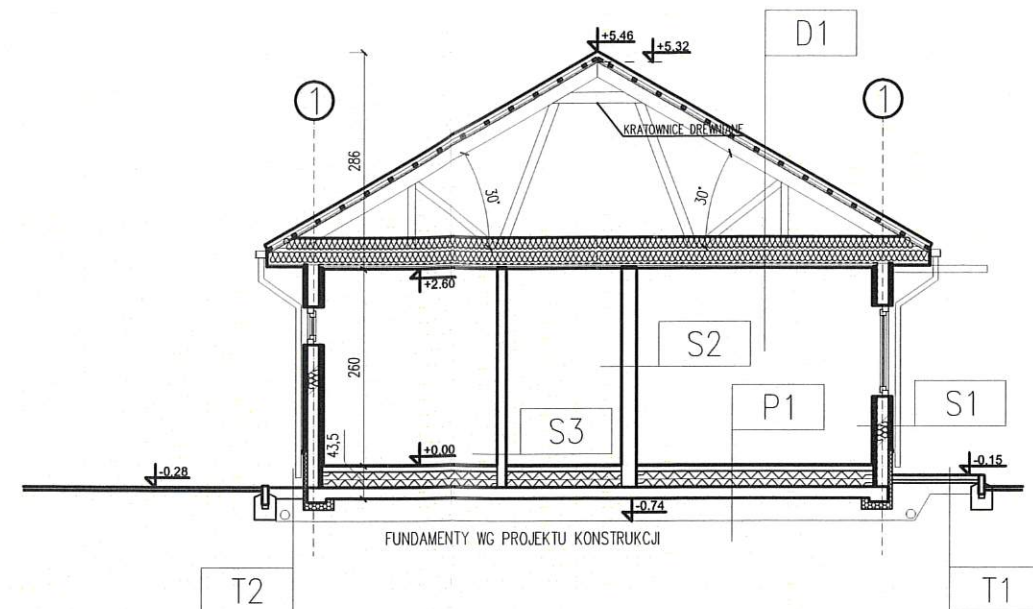 +5.46
+5.32
D1
1
1
KRATOWNICE DREWNIANE
286
30°
30°
+2.60
S2
260
P1
S1
S3
43,5
+0.00
-0.28
-0.15
-0.74
FUNDAMENTY WG PROJEKTU KONSTRUKCJI
T2
T1